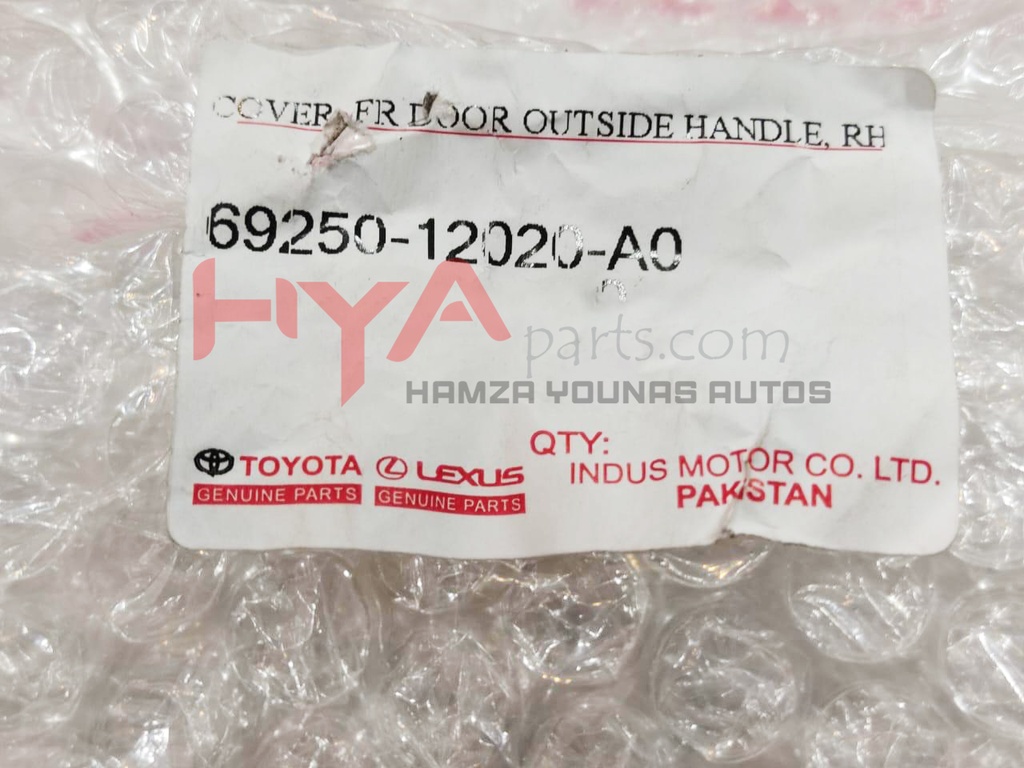 COVER, FR DOOR OUTSIDE HANDLE, RH
69250-12020-A0
HYA parts.com
HAMZA YOUNAS AUTOS
QTY:
TOYOTA LEXUS INDUS MOTOR CO. LTD.
GENUINE PARTS GENUINE PARTS PAKISTAN